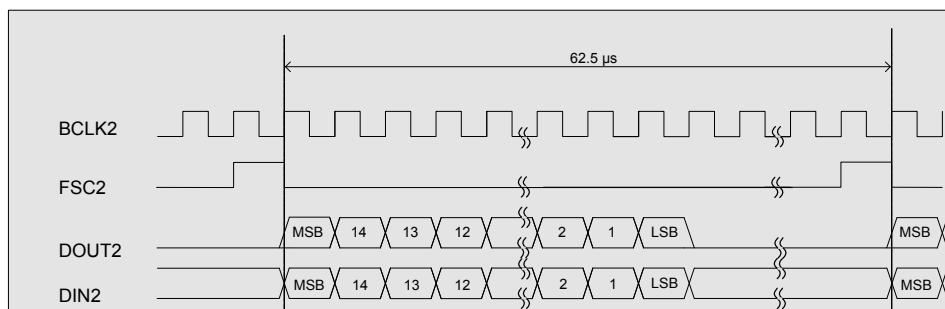 62.5 µs
BCLK2
FSC2
DOUT2 MSB 14 13 12 2 1 LSB MSB
DIN2 MSB 14 13 12 2 1 LSB MSB